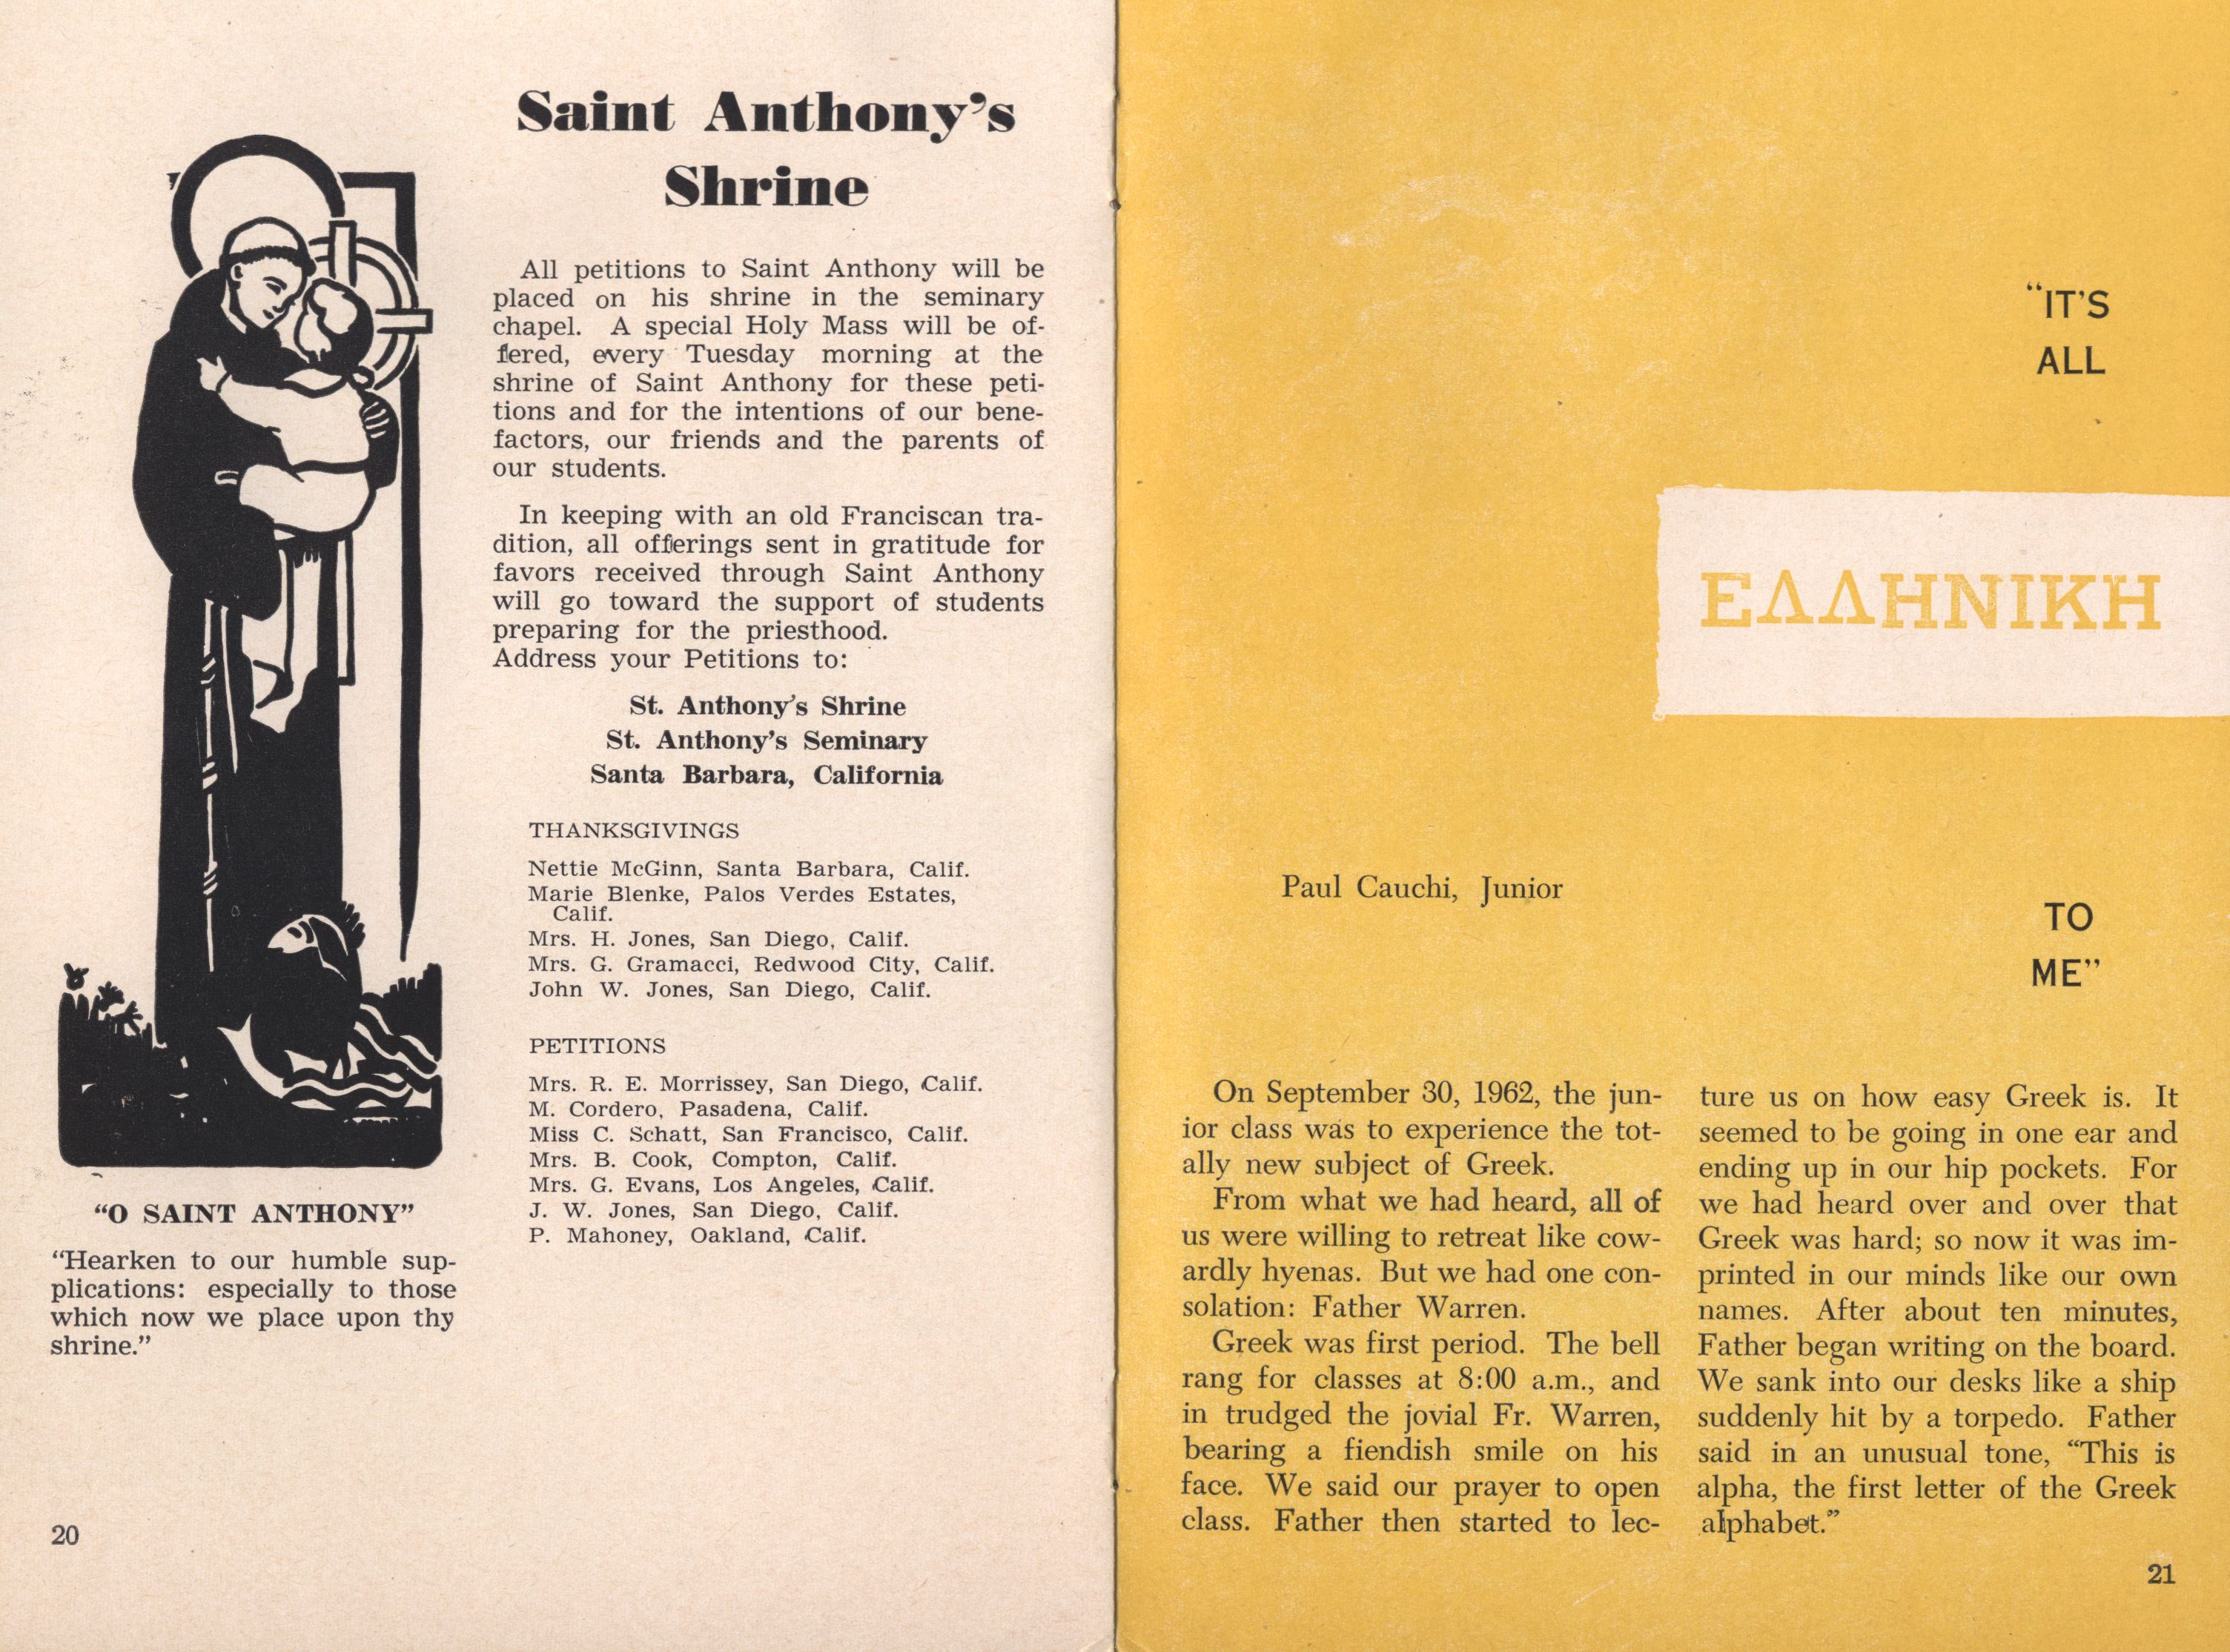 Saint Anthony's
Shrine
All petitions to Saint Anthony will be
placed on his shrine in the seminary
chapel. A special Holy Mass will be of-
fered, every Tuesday morning at the
shrine of Saint Anthony for these peti-
tions and for the intentions of our bene-
factors, our friends and the parents of
our students.
In keeping with an old Franciscan tra-
dition, all offerings sent in gratitude for
favors received through Saint Anthony
will go toward the support of students
preparing for the priesthood.
Address your Petitions to:
St. Anthony's Shrine
St. Anthony's Seminary
Santa Barbara, California
THANKSGIVINGS
Nettie McGinn, Santa Barbara, Calif.
Marie Blenke, Palos Verdes Estates,
Calif.
Mrs. H. Jones, San Diego, Calif.
Mrs. G. Gramacci, Redwood City, Calif.
John W. Jones, San Diego, Calif.
PETITIONS
Mrs. R. E. Morrissey, San Diego, Calif.
M. Cordero, Pasadena, Calif.
Miss C. Schatt, San Francisco, Calif.
Mrs. B. Cook, Compton, Calif.
Mrs. G. Evans, Los Angeles, Calif.
J. W. Jones, San Diego, Calif.
P. Mahoney, Oakland, Calif.
"O SAINT ANTHONY"
"Hearken to our humble sup-
plications: especially to those
which now we place upon thy
shrine."
20
"IT'S
ALL
ΕΛΛΗΝΙΚΗ
TO
ME"
Paul Cauchi, Junior
On September 30, 1962, the jun-
ior class was to experience the tot-
ally new subject of Greek.
From what we had heard, all of
us were willing to retreat like cow-
ardly hyenas. But we had one con-
solation: Father Warren.
Greek was first period. The bell
rang for classes at 8:00 a.m., and
in trudged the jovial Fr. Warren,
bearing a fiendish smile on his
face. We said our prayer to open
class. Father then started to lec-
ture us on how easy Greek is. It
seemed to be going in one ear and
ending up in our hip pockets. For
we had heard over and over that
Greek was hard; so now it was im-
printed in our minds like our own
names. After about ten minutes,
Father began writing on the board.
We sank into our desks like a ship
suddenly hit by a torpedo. Father
said in an unusual tone, "This is
alpha, the first letter of the Greek
alphabet."
21